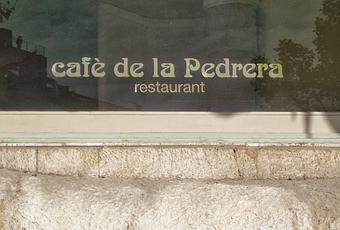 cafè de la Pedrera
restaurant